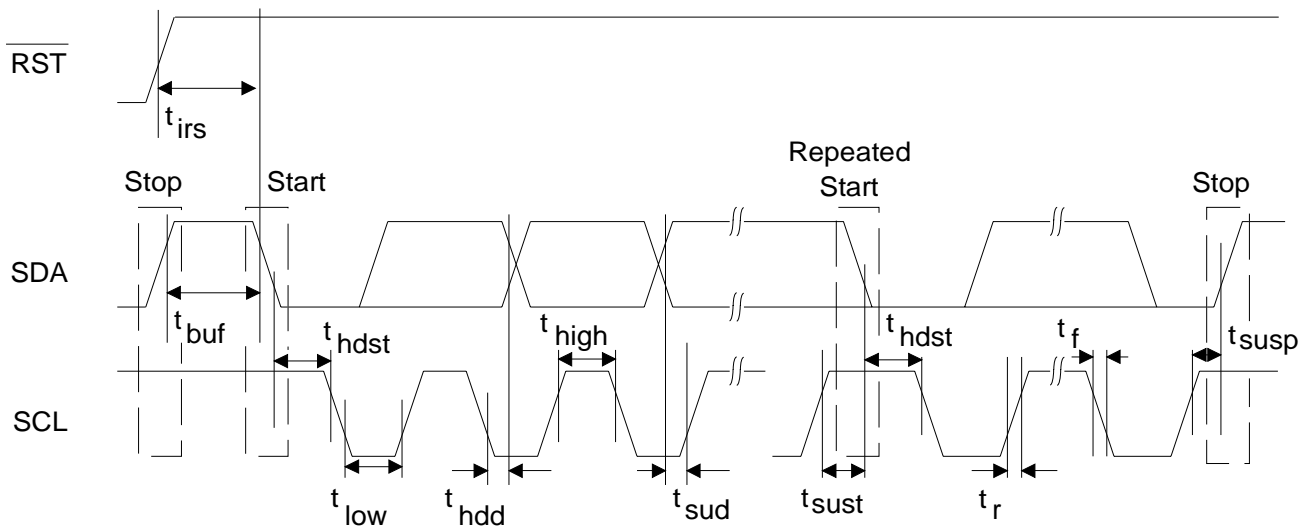 RST
t irs
Repeated
Stop Start Start Stop
SDA
t buf t hdst t high t hdst t f t susp
SCL
t low t hdd t sud t sust t r